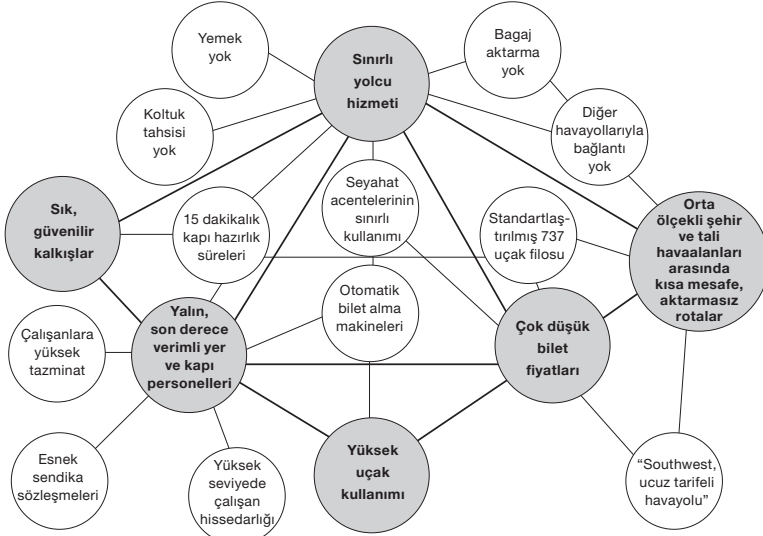 Yemek
yok
Sınırlı
yolcu
hizmeti
Bagaj
aktarma
yok
Koltuk
tahsisi
yok
Diğer
havayollarıyla
bağlantı
yok
Sık,
güvenilir
kalkışlar
15 dakikalık
kapı hazırlık
süreleri
Seyahat
acentelerinin
sınırlı
kullanımı
Standartlaş-
tırılmış 737
uçak filosu
Orta
ölçekli şehir
ve tali
havaalanları
arasında
kısa mesafe,
aktarmasız
rotalar
Çalışanlara
yüksek
tazminat
Yalın,
son derece
verimli yer
ve kapı
personelleri
Otomatik
bilet alma
makineleri
Çok düşük
bilet
fiyatları
Esnek
sendika
sözleşmeleri
Yüksek
seviyede
çalışan
hissedarlığı
Yüksek
uçak
kullanımı
“Southwest,
ucuz tarifeli
havayolu”